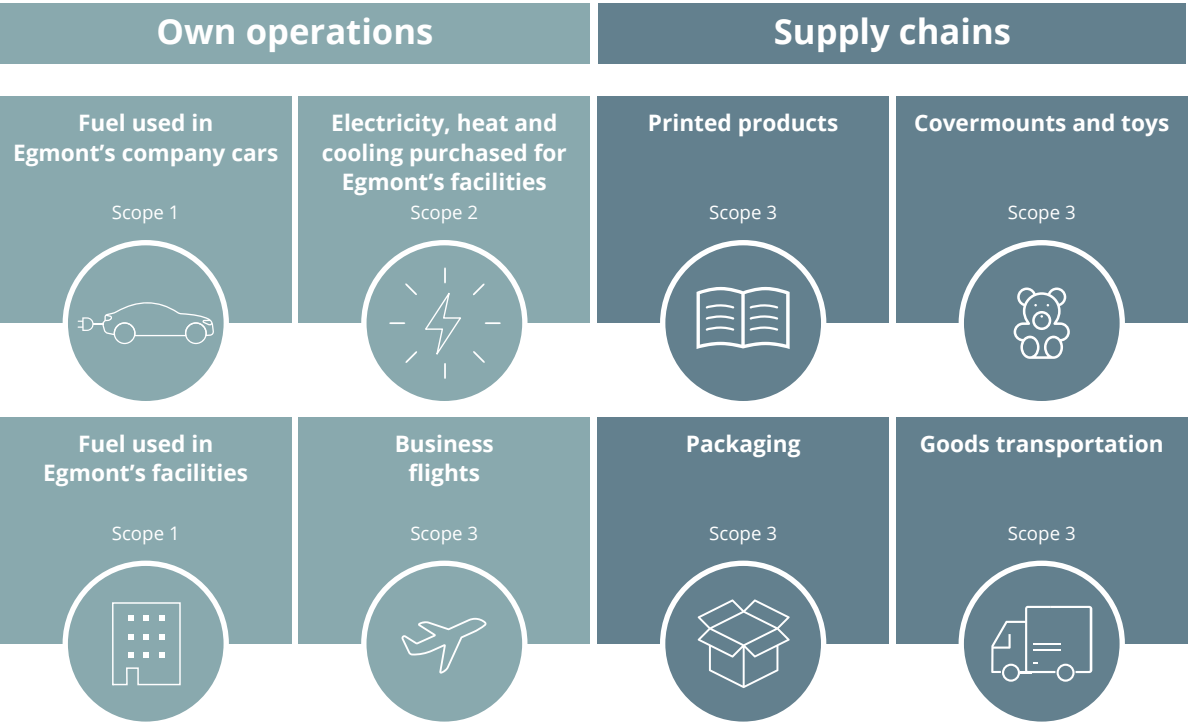 Own operations
Supply chains
Fuel used in
Egmont’s company cars
Scope 1
Electricity, heat and
cooling purchased for
Egmont’s facilities
Scope 2
Printed products
Scope 3
Covermounts and toys
Scope 3
Fuel used in
Egmont’s facilities
Scope 1
Business
flights
Scope 3
Packaging
Scope 3
Goods transportation
Scope 3